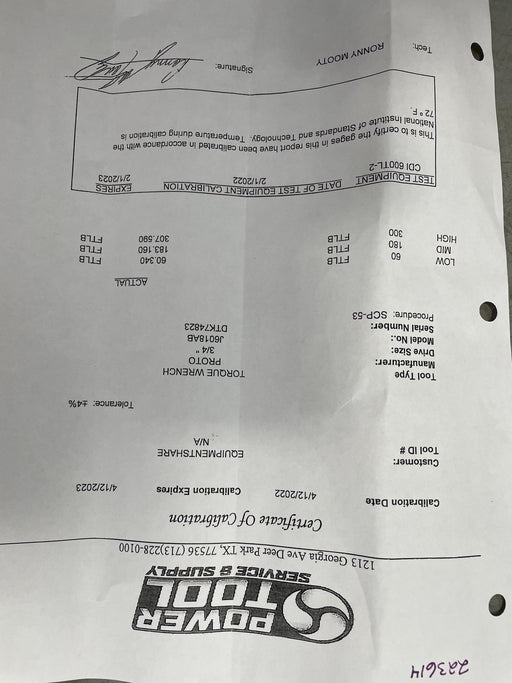 223614
POWER
TOOL
SERVICE & SUPPLY
1213 Georgia Ave Deer Park TX, 77536 (713)228-0100
Certificate Of Calibration
Calibration Date 4/12/2022 Calibration Expires 4/12/2023
Customer: EQUIPMENTSHARE
Tool ID # N/A
Tolerance: ±4%
Tool Type TORQUE WRENCH
Manufacturer: PROTO
Drive Size: 3/4 "
Model No.: J6018AB
Serial Number: DTK74823
Procedure: SCP-53
ACTUAL
LOW 60 FTLB 60.340 FTLB
MID 180 FTLB 183.160 FTLB
HIGH 300 FTLB 307.590 FTLB
TEST EQUIPMENT DATE OF TEST EQUIPMENT CALIBRATION EXPIRES
CDI 600TL-2 2/1/2022 2/1/2023
This is to certify the gages in this report have been calibrated in accordance with the
National Institute of Standards and Technology. Temperature during calibration is
72 ° F.
Tech: RONNY MOOTY Signature: